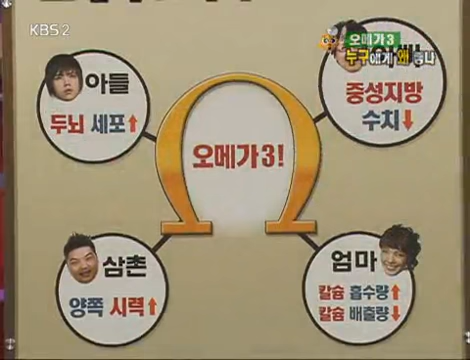 KBS2
오메가3
누구에게 왜 좋나
아들
두뇌 세포↑
중성지방
수치↓
오메가3!
삼촌
양쪽 시력↑
엄마
칼슘 흡수량↑
칼슘 배출량↓